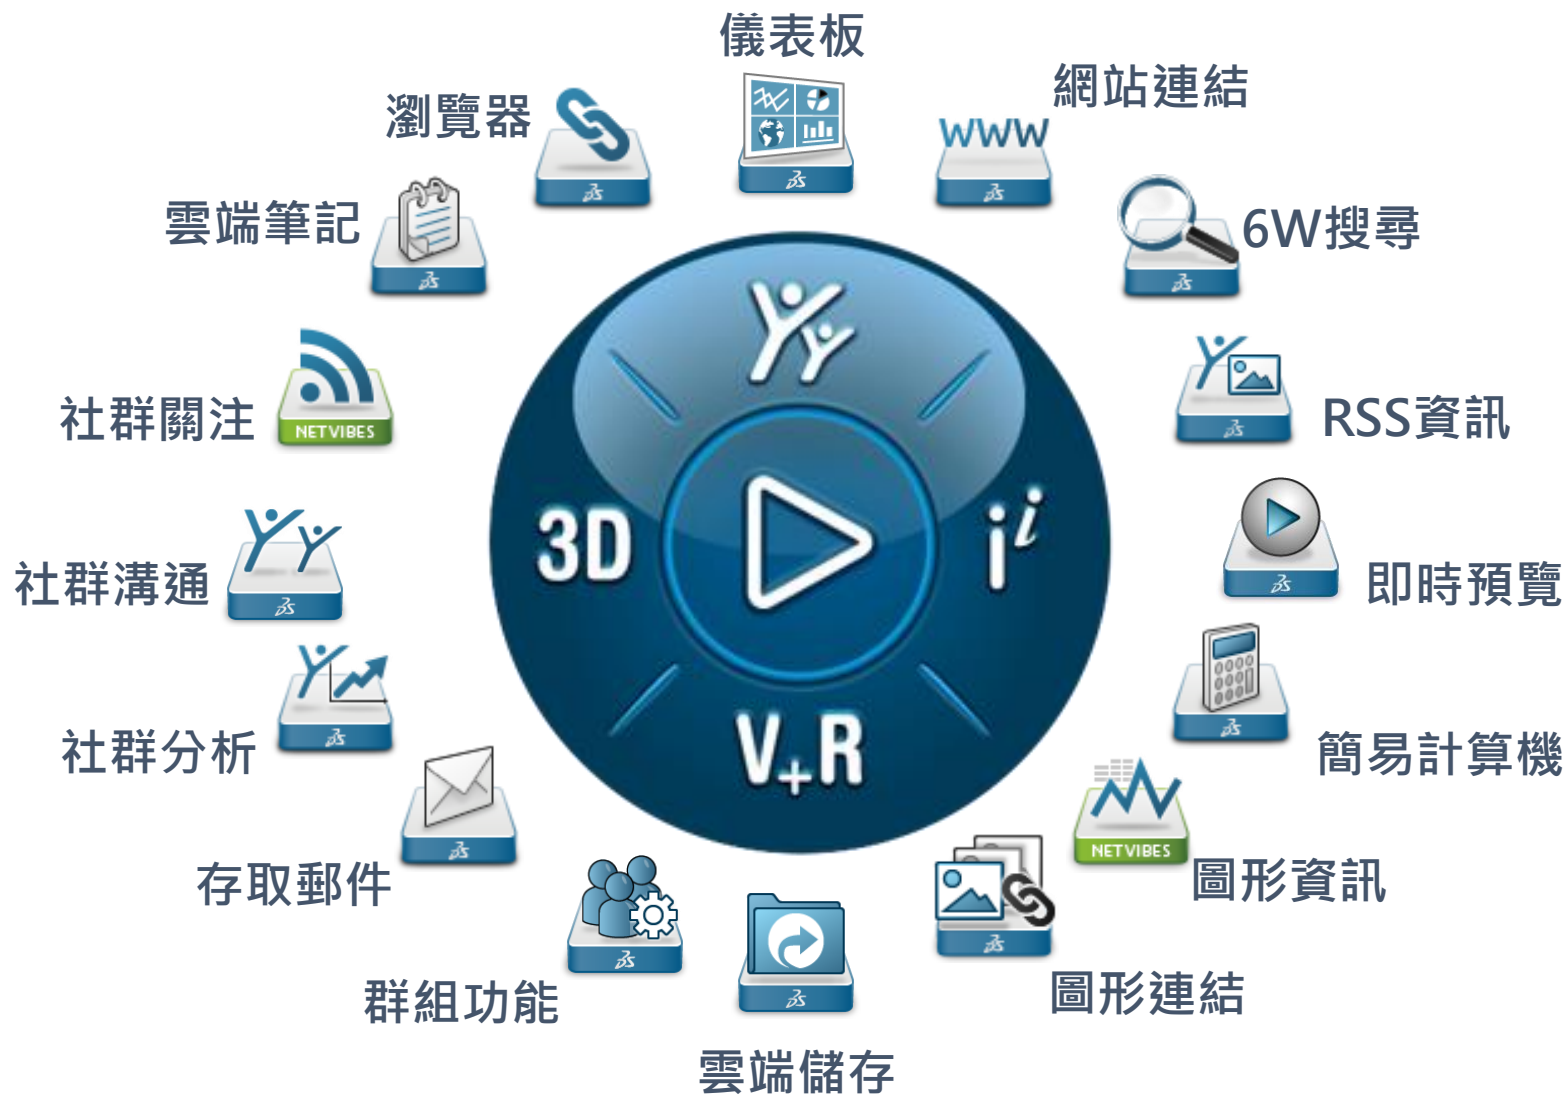 儀表板
網站連結
瀏覽器
WWW
雲端筆記
6W搜尋
社群關注
NETVIBES
RSS資訊
3D
i i
社群溝通
即時預覽
社群分析
V+R
簡易計算機
NETVIBES
存取郵件
圖形資訊
群組功能
圖形連結
雲端儲存